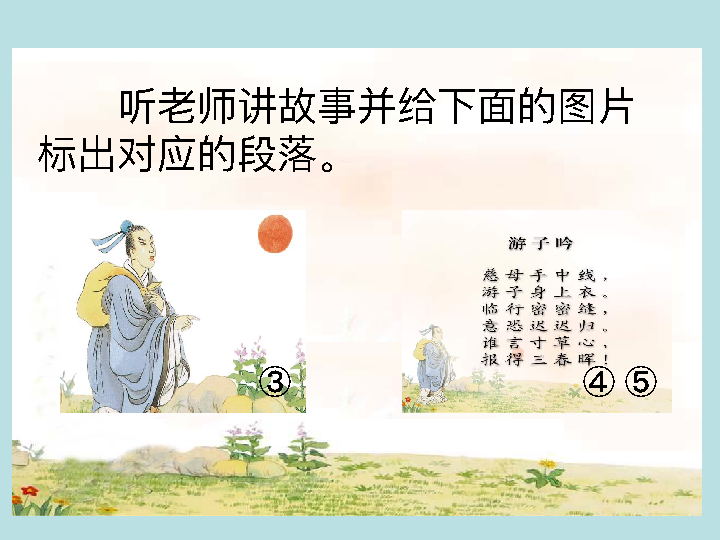 听老师讲故事并给下面的图片
标出对应的段落。
③
游子吟
慈母手中线，
游子身上衣。
临行密密缝，
意恐迟迟归。
谁言寸草心，
报得三春晖！
④⑤